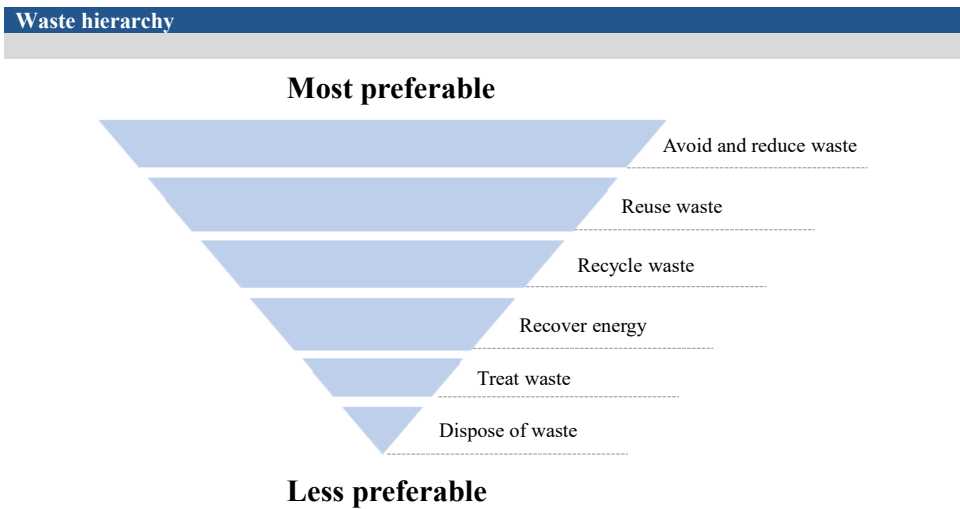 Waste hierarchy
Most preferable
Avoid and reduce waste
Reuse waste
Recycle waste
Recover energy
Treat waste
Dispose of waste
Less preferable